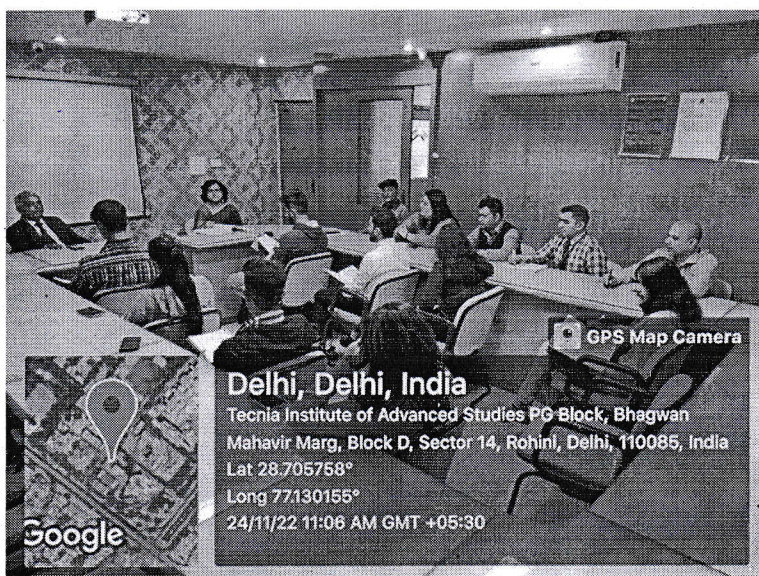 GPS Map Camera
Delhi, Delhi, India
Tecnia Institute of Advanced Studies PG Block, Bhagwan
Mahavir Marg, Block D, Sector 14, Rohini, Delhi, 110085, India
Lat 28.705758°
Long 77.130155°
24/11/22 11:06 AM GMT +05:30
Google